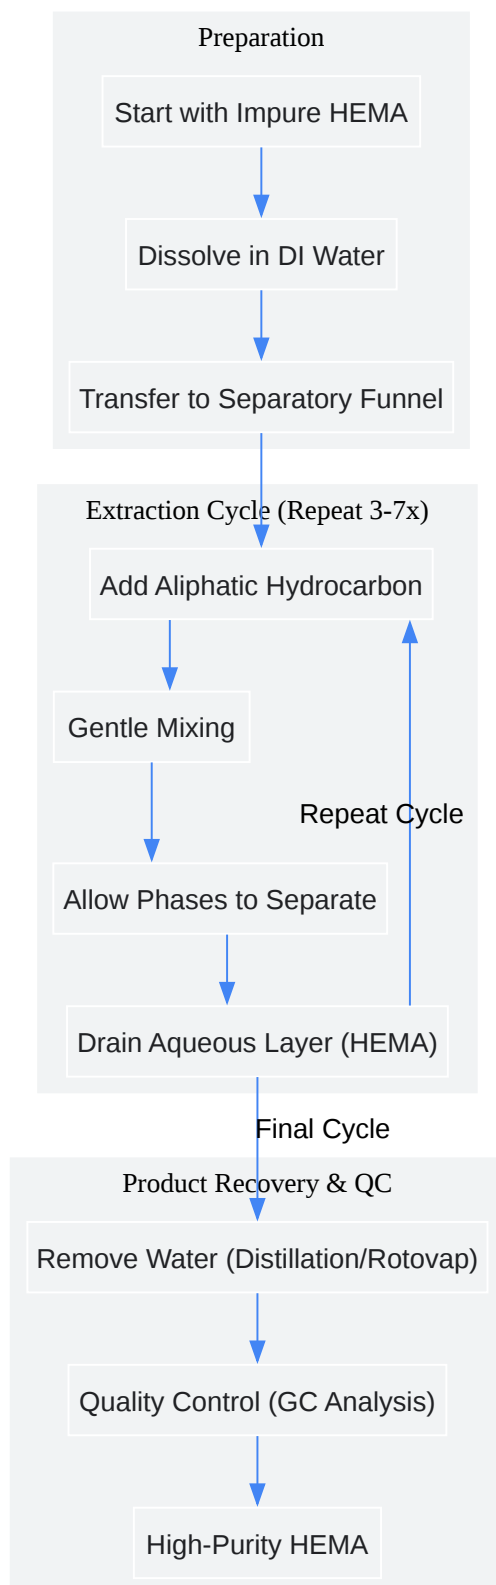 Preparation
Start with Impure HEMA
Dissolve in DI Water
Transfer to Separatory Funnel
Extraction Cycle (Repeat 3-7x)
Add Aliphatic Hydrocarbon
Gentle Mixing
Repeat Cycle
Allow Phases to Separate
Drain Aqueous Layer (HEMA)
Final Cycle
Product Recovery & QC
Remove Water (Distillation/Rotovap)
Quality Control (GC Analysis)
High-Purity HEMA